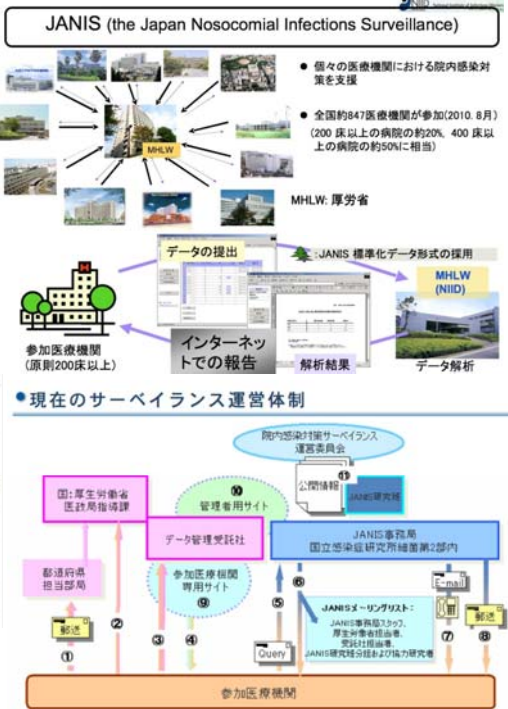 JANIS (the Japan Nosocomial Infections Surveillance)
● 個々の医療機関における院内感染対
策を支援
● 全国約847医療機関が参加(2010. 8月)
(200 床以上の病院の約20%, 400 床以
上の病院の約50%に相当)
MHLW
MHLW: 厚労省
データの提出
:JANIS 標準化データ形式の採用
MHLW
(NIID)
インターネッ
トでの報告
解析結果
データ解析
参加医療機関
(原則200床以上)
●現在のサーベイランス運営体制
院内感染対策サーベイランス
運営委員会
公開情報
⑪
JANIS研究班
国:厚生労働省
医政局指導課
⑩
管理者用サイト
データ管理受託社
JANIS事務局
国立感染症研究所細菌第2部内
都道府県
担当部局
参加医療機関
専用サイト
⑨
⑥
E-mail
JANISメーリングリスト:
JANIS事務局スタッフ,
厚生労働省担当者,
受託社担当者,
JANIS研究班分担および協力研究者
郵送
①
②
③
④
⑤
Query
⑦
郵送
⑧
参加医療機関